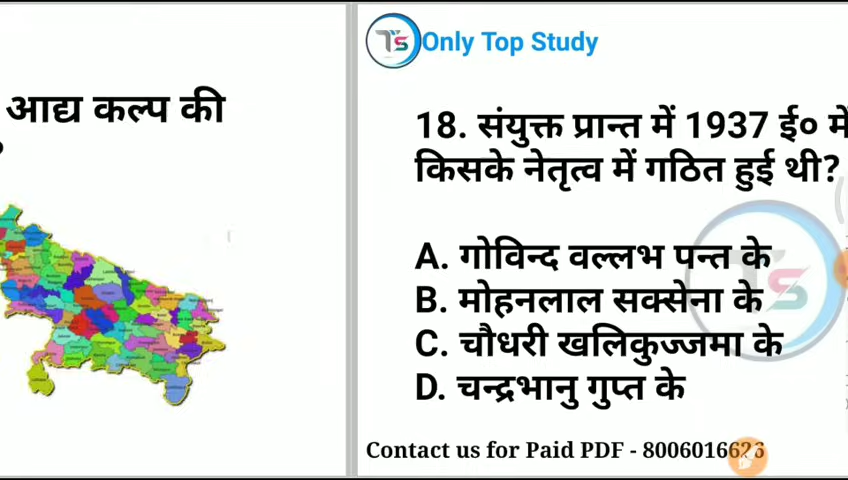 आद्य कल्प की
?
Only Top Study
18. संयुक्त प्रान्त में 1937 ई० में
किसके नेतृत्व में गठित हुई थी?
A. गोविन्द वल्लभ पन्त के
B. मोहनलाल सक्सेना के
C. चौधरी खलिकुज्जमा के
D. चन्द्रभानु गुप्त के
Contact us for Paid PDF - 8006016623